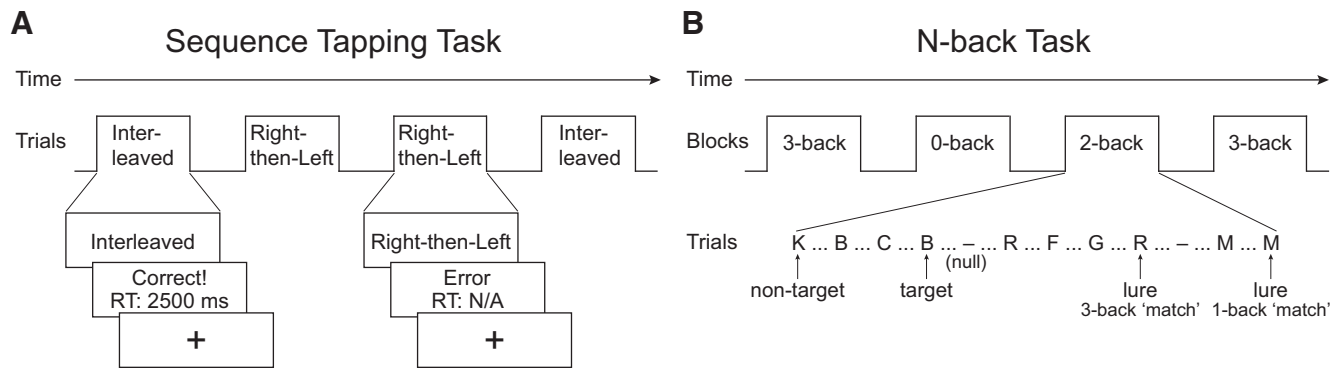 A
Sequence Tapping Task
Time
Trials
Inter-
leaved
Right-
then-Left
Right-
then-Left
Inter-
leaved
Interleaved
Correct!
RT: 2500 ms
+
Right-then-Left
Error
RT: N/A
+
B
N-back Task
Time
Blocks
3-back
0-back
2-back
3-back
Trials
K ... B ... C ... B ... – ... R ... F ... G ... R ... – ... M ... M
(null)
non-target
target
lure
3-back ‘match’
lure
1-back ‘match’